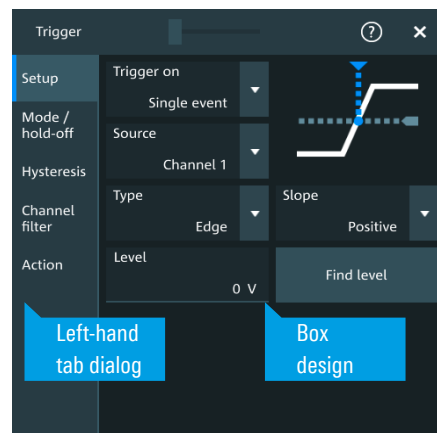 Trigger
?
×
Setup
Mode /
hold-off
Hysteresis
Channel
filter
Action
Trigger on
Single event
Source
Channel 1
Type
Edge
Slope
Positive
Level
0 V
Find level
Left-hand
tab dialog
Box
design